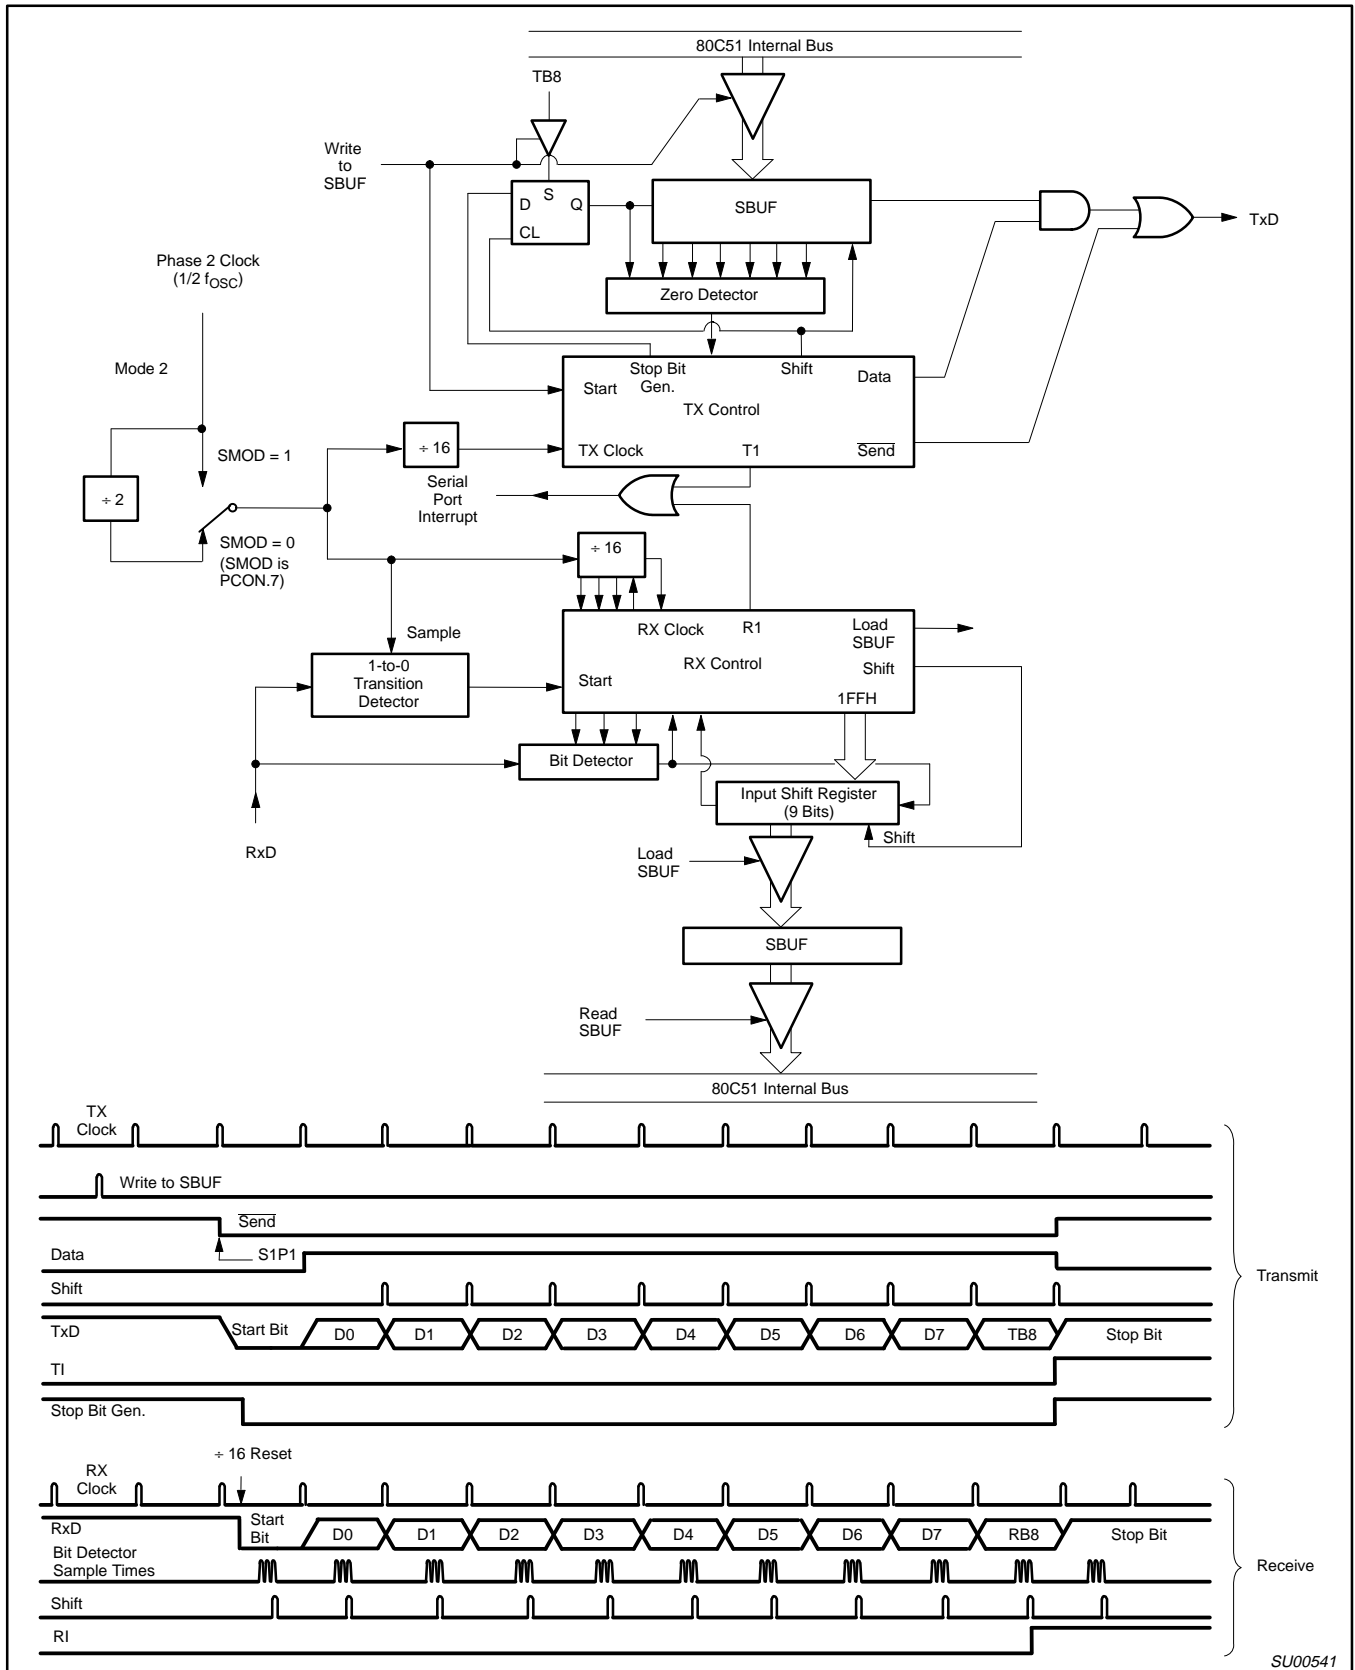 80C51 Internal Bus
TB8
Write
to
SBUF
D
S
Q
CL
SBUF
TxD
Phase 2 Clock
(1/2 fOSC)
Zero Detector
Mode 2
Stop Bit
Gen.
Shift
Data
Start
TX Control
SMOD = 1
÷ 16
TX Clock
T1
Send
÷ 2
Serial
Port
Interrupt
SMOD = 0
(SMOD is
PCON.7)
÷ 16
Sample
RX Clock
R1
Load
SBUF
RX Control
Shift
1-to-0
Transition
Detector
Start
1FFH
Bit Detector
Input Shift Register
(9 Bits)
Shift
RxD
Load
SBUF
SBUF
Read
SBUF
80C51 Internal Bus
TX
Clock
Write to SBUF
Send
Data
S1P1
Shift
Transmit
TxD
Start Bit
D0
D1
D2
D3
D4
D5
D6
D7
TB8
Stop Bit
TI
Stop Bit Gen.
÷ 16 Reset
RX
Clock
RxD
Start
Bit
D0
D1
D2
D3
D4
D5
D6
D7
RB8
Stop Bit
Bit Detector
Sample Times
Receive
Shift
RI
SU00541